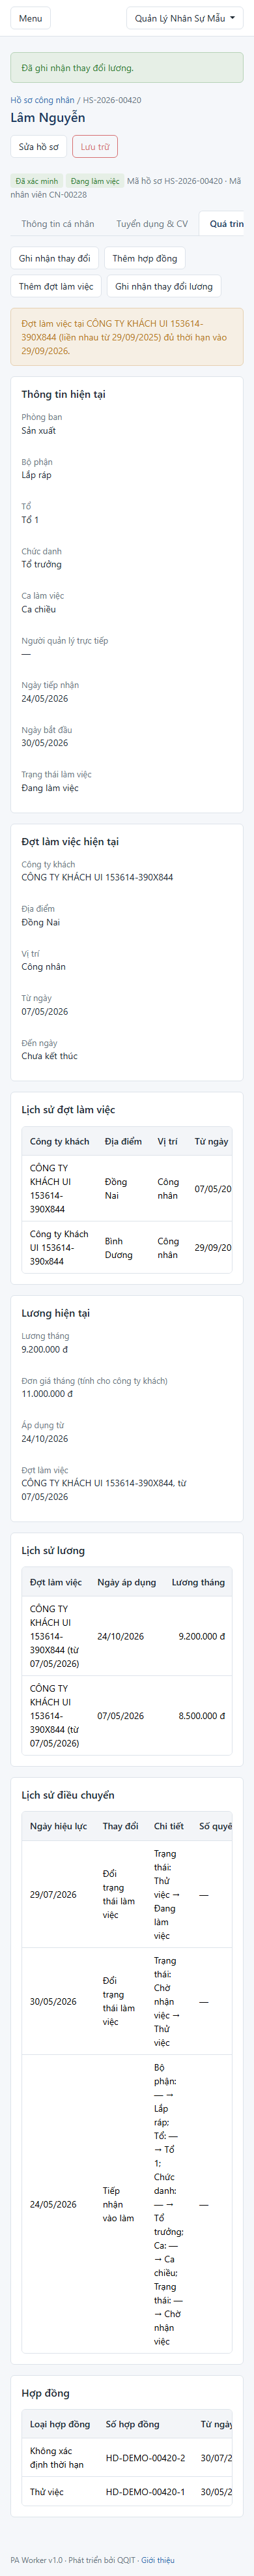 Menu
Quản Lý Nhân Sự Mẫu
Đã ghi nhận thay đổi lương.
Hồ sơ công nhân / HS-2026-00420
Lâm Nguyễn
Sửa hồ sơ
Lưu trữ
Đã xác minh Đang làm việc Mã hồ sơ HS-2026-00420 · Mã
nhân viên CN-00228
Thông tin cá nhân
Tuyển dụng & CV
Quá trìn
Ghi nhận thay đổi
Thêm hợp đồng
Thêm đợt làm việc
Ghi nhận thay đổi lương
Đợt làm việc tại CÔNG TY KHÁCH UI 153614-
390X844 (liền nhau từ 29/09/2025) đủ thời hạn vào
29/09/2026.
Thông tin hiện tại
Phòng ban
Sản xuất
Bộ phận
Lắp ráp
Tổ
Tổ 1
Chức danh
Tổ trưởng
Ca làm việc
Ca chiều
Người quản lý trực tiếp
—
Ngày tiếp nhận
24/05/2026
Ngày bắt đầu
30/05/2026
Trạng thái làm việc
Đang làm việc
Đợt làm việc hiện tại
Công ty khách
CÔNG TY KHÁCH UI 153614-390X844
Địa điểm
Đồng Nai
Vị trí
Công nhân
Từ ngày
07/05/2026
Đến ngày
Chưa kết thúc
Lịch sử đợt làm việc
Công ty khách Địa điểm Vị trí Từ ngày
CÔNG TY
KHÁCH UI
153614-
390X844
Đồng
Nai
Công
nhân
07/05/20
Công ty Khách
UI 153614-
390x844
Bình
Dương
Công
nhân
29/09/20
Lương hiện tại
Lương tháng
9.200.000 đ
Đơn giá tháng (tính cho công ty khách)
11.000.000 đ
Áp dụng từ
24/10/2026
Đợt làm việc
CÔNG TY KHÁCH UI 153614-390X844, từ
07/05/2026
Lịch sử lương
Đợt làm việc Ngày áp dụng Lương tháng
CÔNG TY
KHÁCH UI
153614-
390X844 (từ
07/05/2026)
24/10/2026
9.200.000 đ
CÔNG TY
KHÁCH UI
153614-
390X844 (từ
07/05/2026)
07/05/2026
8.500.000 đ
Lịch sử điều chuyển
Ngày hiệu lực Thay đổi Chi tiết Số quyế
29/07/2026
Đổi
trạng
thái làm
việc
Trạng
thái:
Thử
việc →
Đang
làm
việc
—
30/05/2026
Đổi
trạng
thái làm
việc
Trạng
thái:
Chờ
nhận
việc →
Thử
việc
—
24/05/2026
Tiếp
nhận
vào làm
Bộ
phận:
— →
Lắp
ráp;
Tổ: —
→ Tổ
1;
Chức
danh:
— →
Tổ
trưởng;
Ca: —
→ Ca
chiều;
Trạng
thái: —
→ Chờ
nhận
việc
—
Hợp đồng
Loại hợp đồng Số hợp đồng Từ ngày
Không xác
định thời hạn
HD-DEMO-00420-2
30/07/2
Thử việc HD-DEMO-00420-1 30/05/2
PA Worker v1.0 · Phát triển bởi QQIT · Giới thiệu